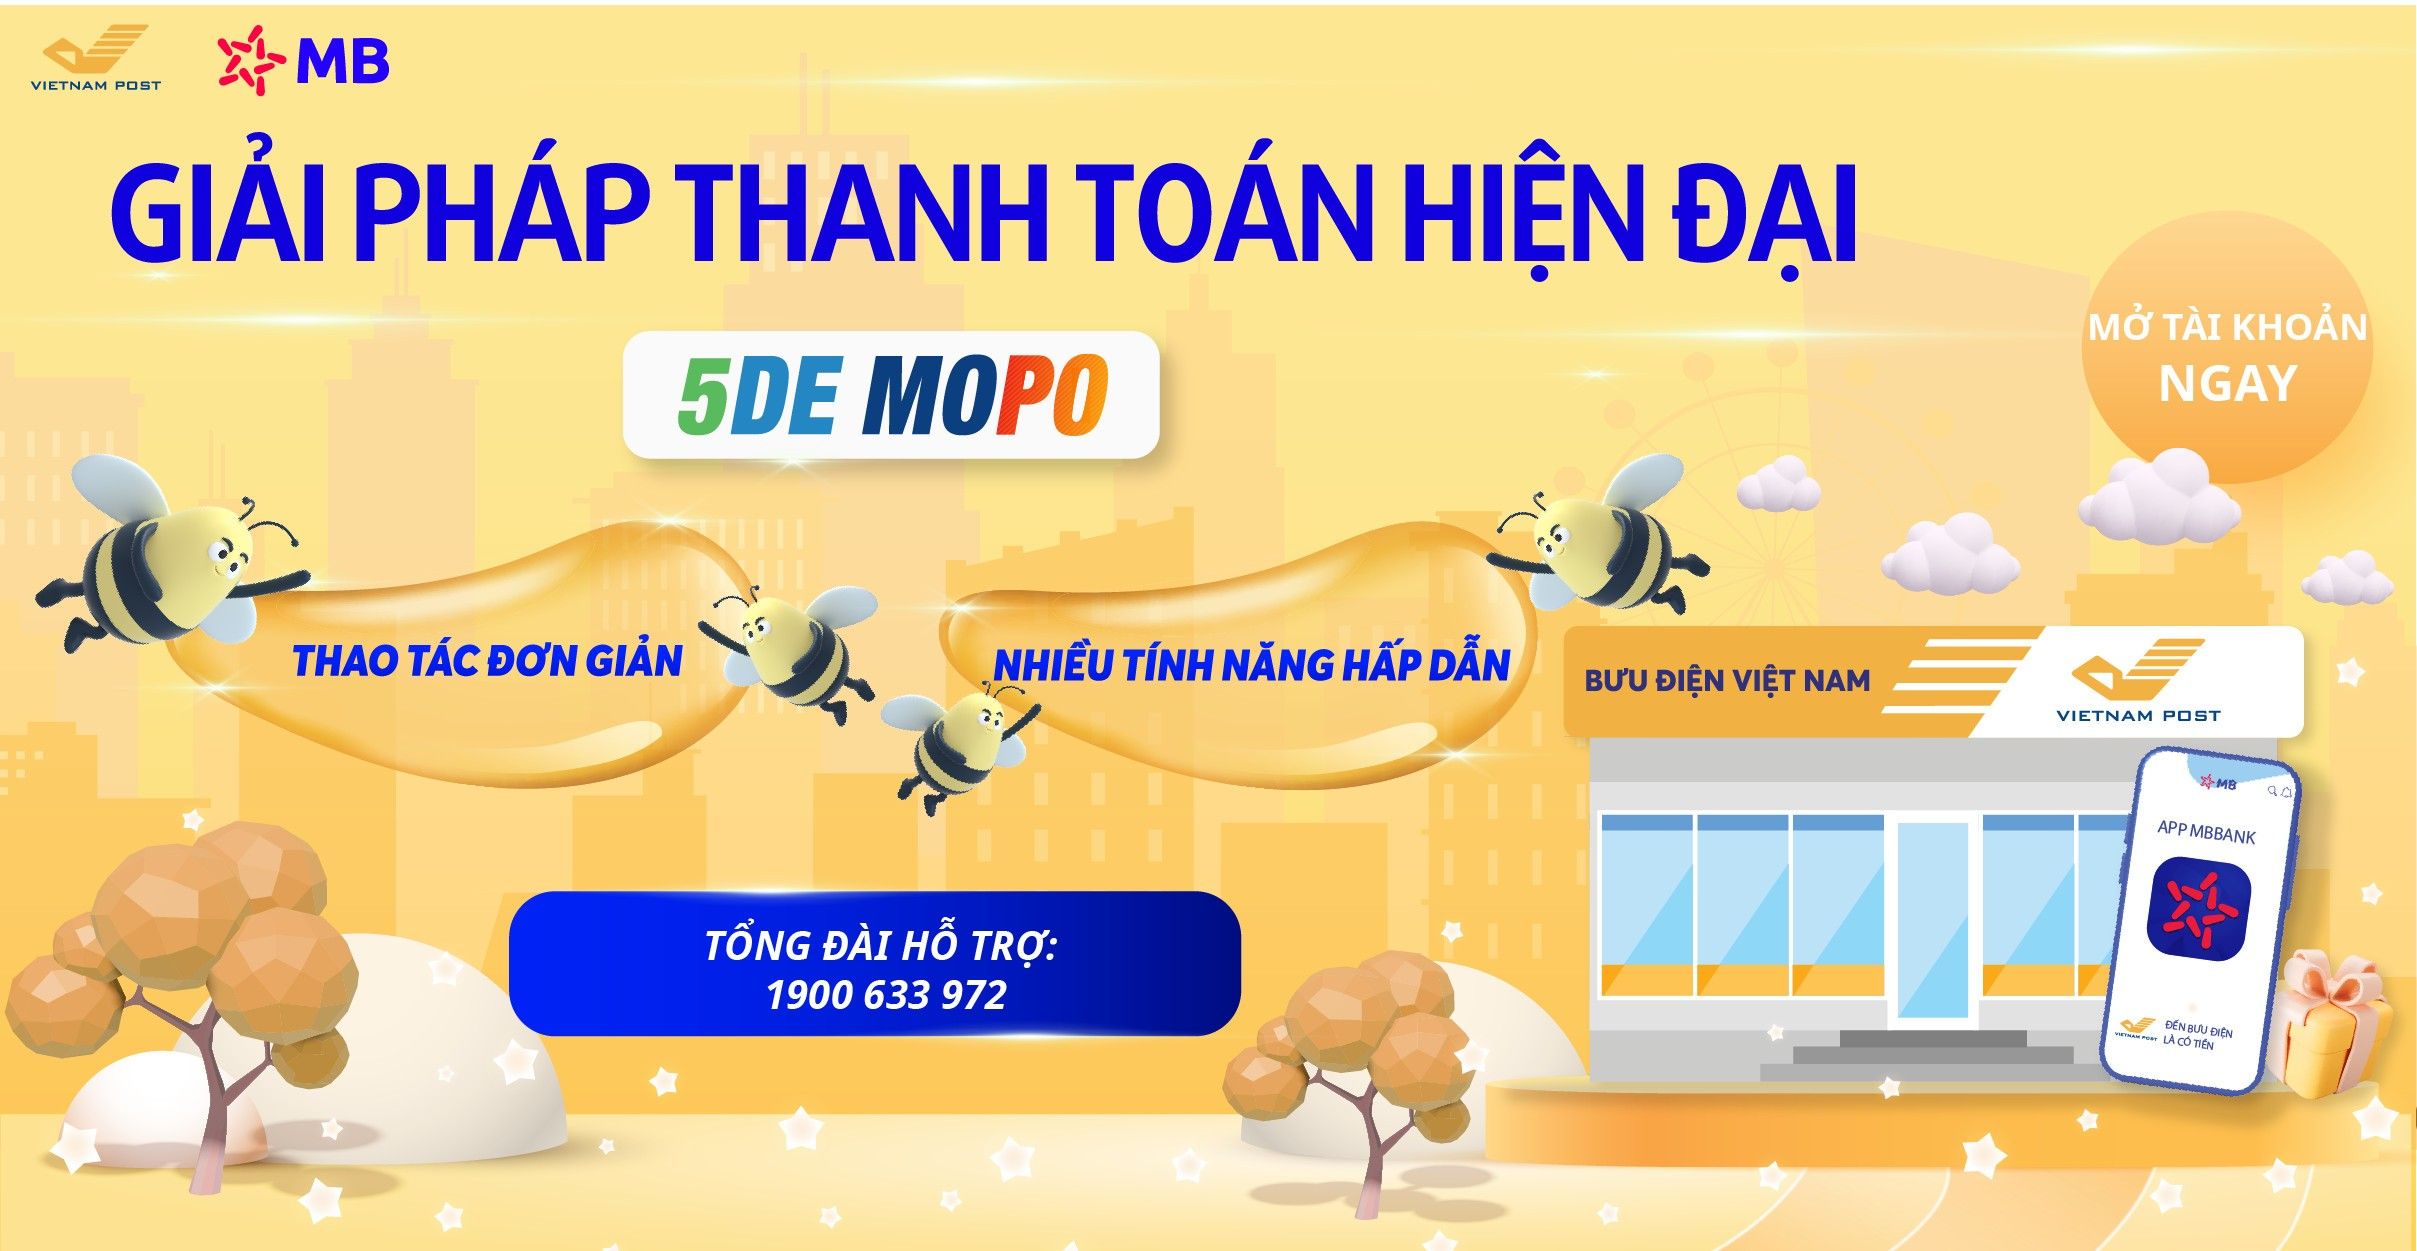 VIETNAM POST
MB
GIẢI PHÁP THANH TOÁN HIỆN ĐẠI
5DE MOPO
MỞ TÀI KHOẢN
NGAY
THAO TÁC ĐƠN GIẢN
NHIỀU TÍNH NĂNG HẤP DẪN
BƯU ĐIỆN VIỆT NAM
VIETNAM POST
MB
APP MBBANK
VIETNAM POST
ĐẾN BƯU ĐIỆN
LÀ CÓ TIỀN
TỔNG ĐÀI HỖ TRỢ:
1900 633 972